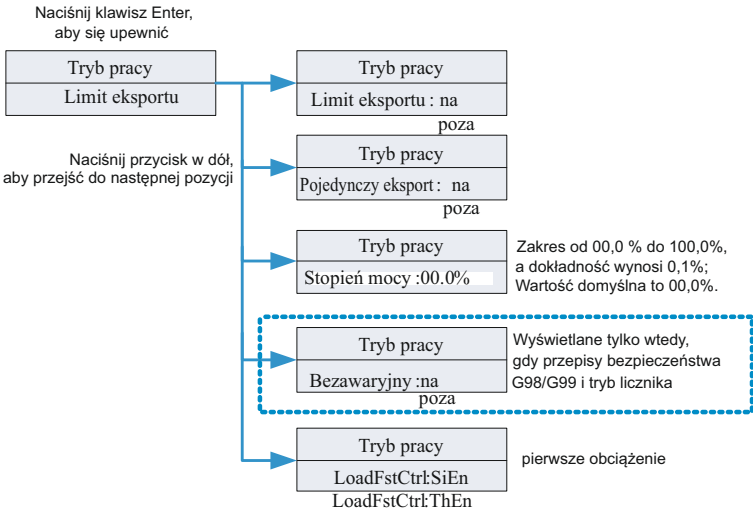 Naciśnij klawisz Enter,
aby się upewnić
Tryb pracy
Limit eksportu
Tryb pracy
Limit eksportu : na
poza
Naciśnij przycisk w dół,
aby przejść do następnej pozycji
Tryb pracy
Pojedynczy eksport : na
poza
Tryb pracy
Stopień mocy :00.0%
Zakres od 00,0 % do 100,0%,
a dokładność wynosi 0,1%;
Wartość domyślna to 00,0%.
Tryb pracy
Bezawaryjny :na
poza
Wyświetlane tylko wtedy,
gdy przepisy bezpieczeństwa
G98/G99 i tryb licznika
Tryb pracy
LoadFstCtrl:SiEn
LoadFstCtrl:ThEn
pierwsze obciążenie